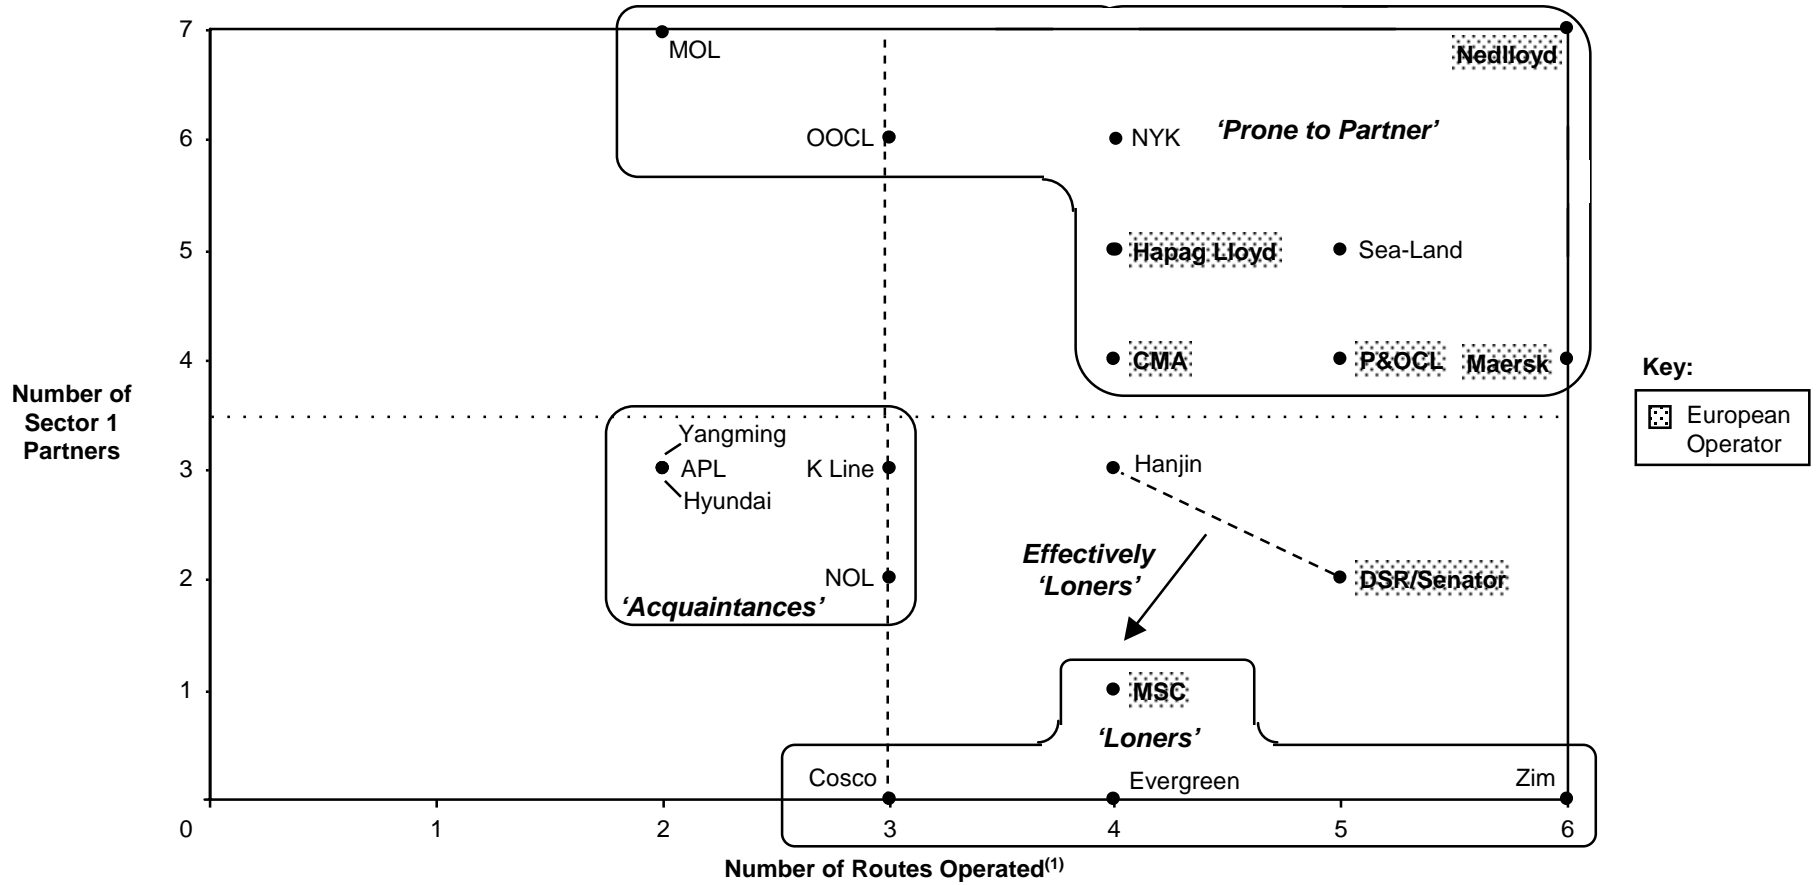 7
MOL
Nedlloyd
6
OOCL
NYK
‘Prone to Partner’
5
Hapag Lloyd
Sea-Land
4
CMA
P&OCL
Maersk
Key:
European
Operator
Number of
Sector 1
Partners
Yangming
3
APL
Hyundai
K Line
Hanjin
Effectively
‘Loners’
2
NOL
DSR/Senator
‘Acquaintances’
1
MSC
‘Loners’
Cosco
Evergreen
Zim
0 1 2 3 4 5 6
Number of Routes Operated(1)